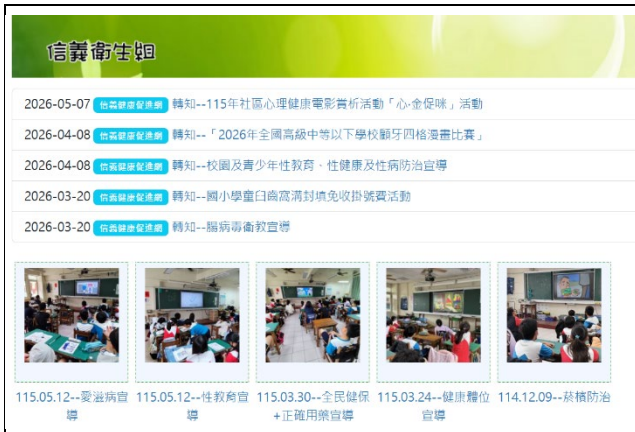 信義衛生組
2026-05-07 信義健康促進網 轉知--115年社區心理健康電影賞析活動「心‧金促咪」活動
2026-04-08 信義健康促進網 轉知--「2026年全國高級中等以下學校顧牙四格漫畫比賽」
2026-04-08 信義健康促進網 轉知--校園及青少年性教育、性健康及性病防治宣導
2026-03-20 信義健康促進網 轉知--國小學童臼齒窩溝封填免收掛號費活動
2026-03-20 信義健康促進網 轉知--腸病毒衛教宣導
115.05.12--愛滋病宣導
115.05.12--性教育宣導
115.03.30--全民健保+正確用藥宣導
115.03.24--健康體位宣導
114.12.09--菸檳防治